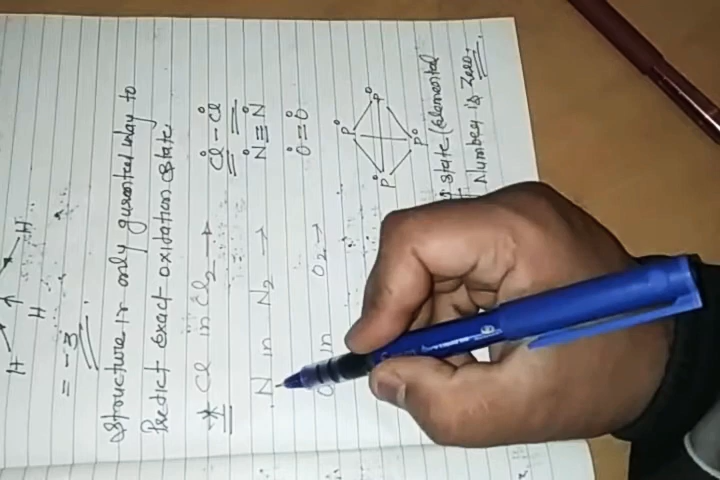 H H
H
= -3
Structure is only guranted way to
Predict exact oxidation state
* Cl in Cl2 → Cl - Cl
N in N2 → N ≡ N
O in O2 → O = O
P P P P
state (elemental
Number is Zero.